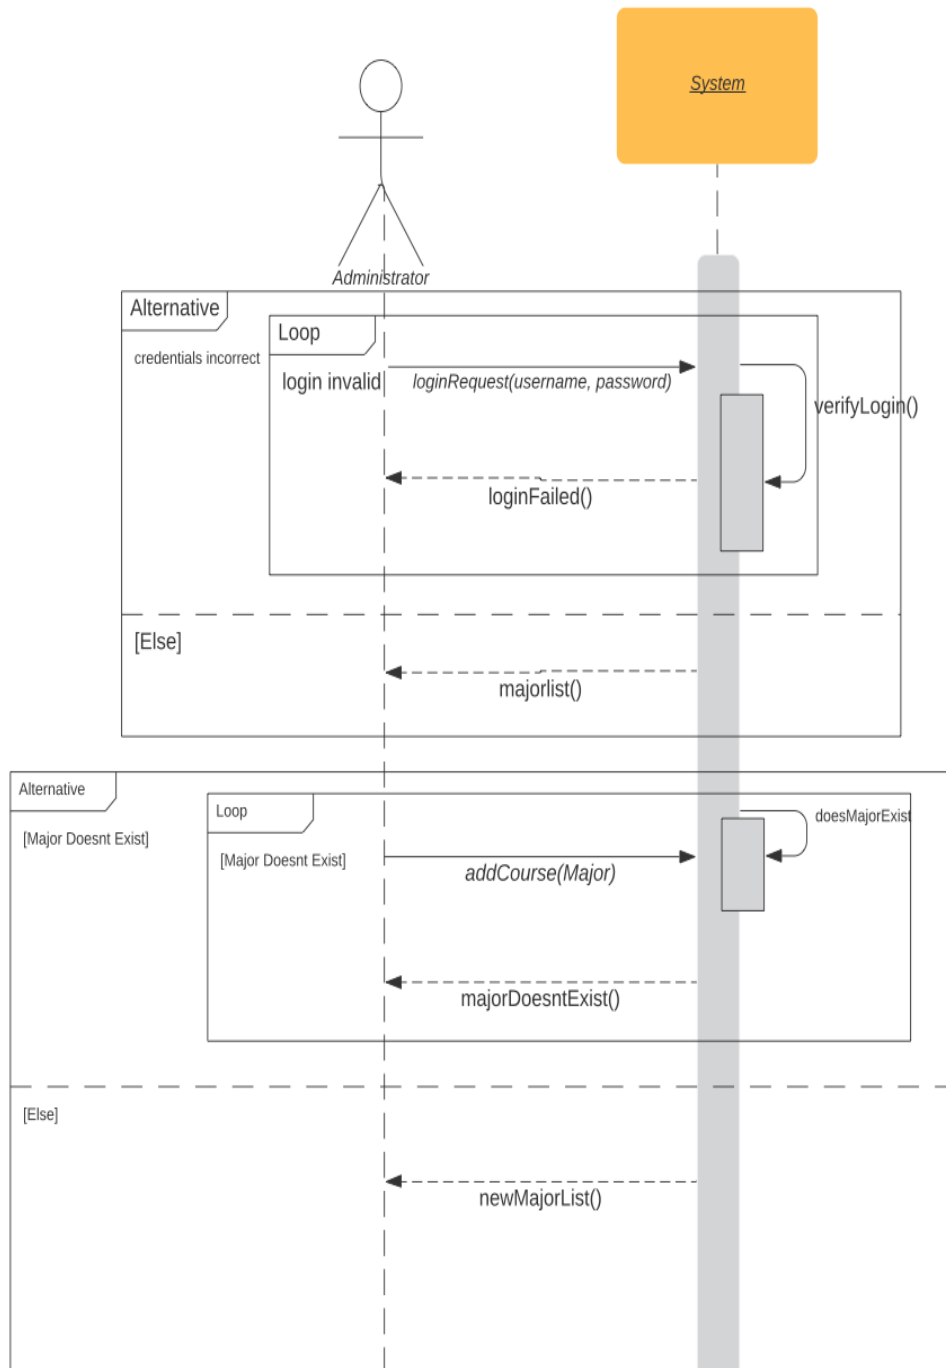 System
Administrator
Alternative
Loop
credentials incorrect
login invalid
loginRequest(username, password)
verifyLogin()
loginFailed()
[Else]
majorlist()
Alternative
Loop
doesMajorExist
[Major Doesnt Exist]
[Major Doesnt Exist]
addCourse(Major)
majorDoesntExist()
[Else]
newMajorList()